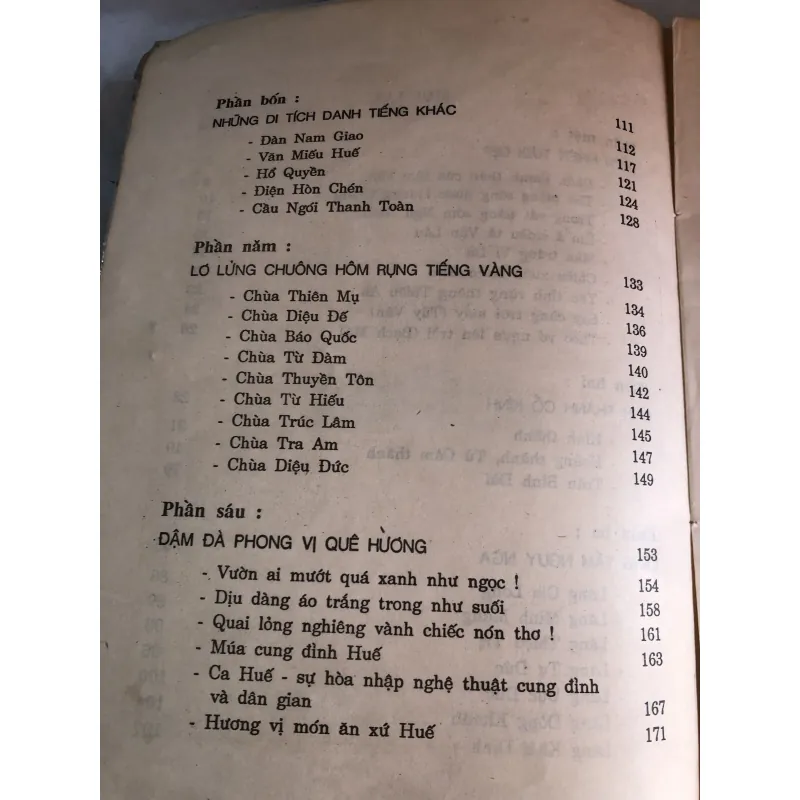 Phần bốn :
NHỮNG DI TÍCH DANH TIẾNG KHÁC 111
- Đàn Nam Giao 112
- Văn Miếu Huế 117
- Hổ Quyền 121
- Điện Hòn Chén 124
- Cầu Ngói Thanh Toàn 128
Phần năm :
LƠ LỬNG CHUÔNG HÔM RỤNG TIẾNG VÀNG 133
- Chùa Thiên Mụ 134
- Chùa Diệu Đế 136
- Chùa Báo Quốc 139
- Chùa Từ Đàm 140
- Chùa Thuyền Tôn 142
- Chùa Từ Hiếu 144
- Chùa Trúc Lâm 145
- Chùa Tra Am 147
- Chùa Diệu Đức 149
Phần sáu :
DẬM ĐÀ PHONG VỊ QUÊ HƯƠNG 153
- Vườn ai mướt quá xanh như ngọc ! 154
- Dịu dàng áo trắng trong như suối 158
- Quai lỏng nghiêng vành chiếc nón thơ ! 161
- Múa cung đình Huế 163
- Ca Huế - sự hòa nhập nghệ thuật cung đình
và dân gian 167
- Hương vị món ăn xứ Huế 171